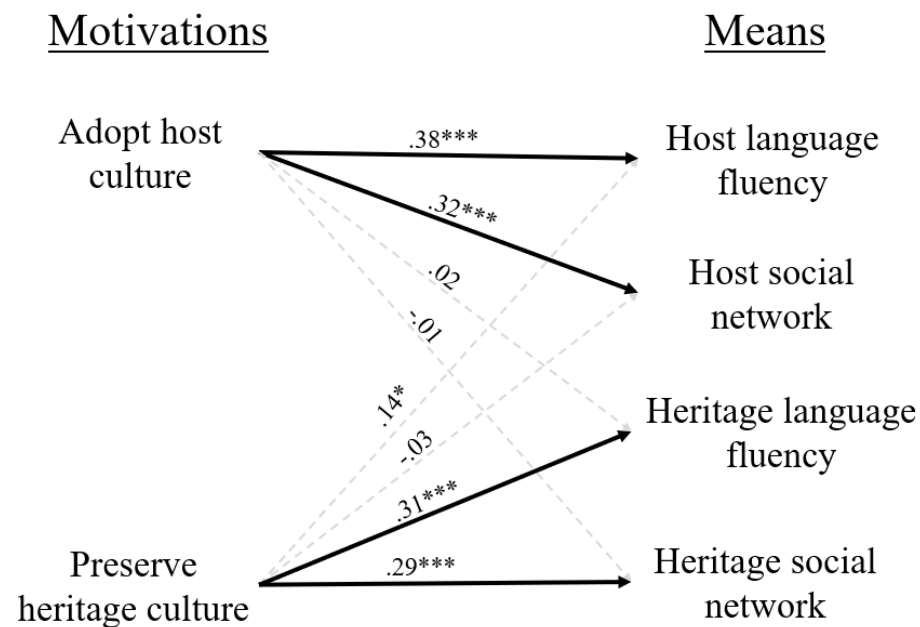 Motivations
Means
Adopt host
culture
.38***
Host language
fluency
.32***
Host social
network
.02
-.01
.14*
-.03
Heritage language
fluency
.31***
Preserve
heritage culture
.29***
Heritage social
network